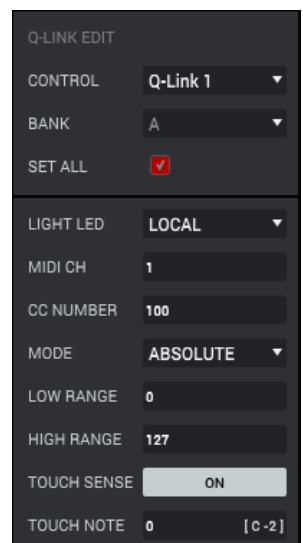 Q-LINK EDIT
CONTROL Q-Link 1
BANK A
SET ALL
LIGHT LED LOCAL
MIDI CH 1
CC NUMBER 100
MODE ABSOLUTE
LOW RANGE 0
HIGH RANGE 127
TOUCH SENSE ON
TOUCH NOTE 0 [ C -2 ]